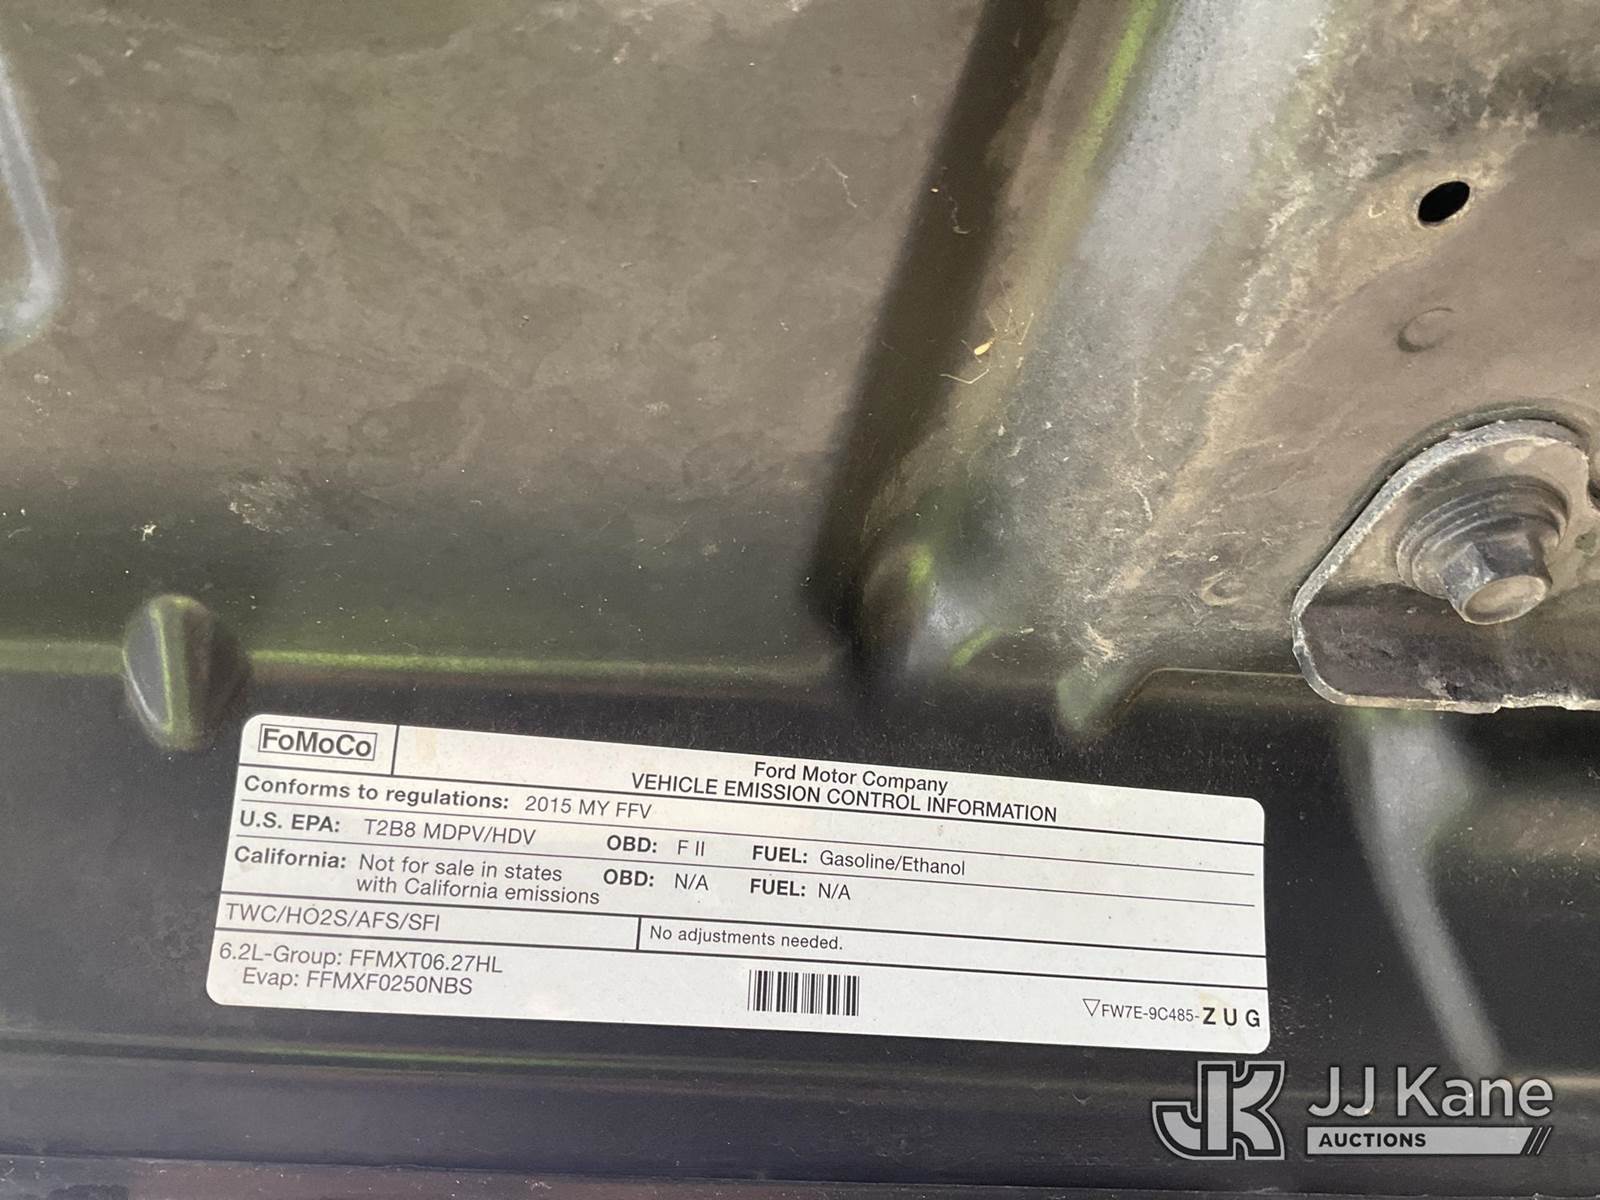 FoMoCo
Ford Motor Company
VEHICLE EMISSION CONTROL INFORMATION
Conforms to regulations: 2015 MY FFV
U.S. EPA: T2B8 MDPV/HDV OBD: F II FUEL: Gasoline/Ethanol
California: Not for sale in states with California emissions OBD: N/A FUEL: N/A
TWC/HO2S/AFS/SFI
No adjustments needed.
6.2L-Group: FFMXT06.27HL
Evap: FFMXF0250NBS
FW7E-9C485-ZUG
JK JJ Kane
AUCTIONS